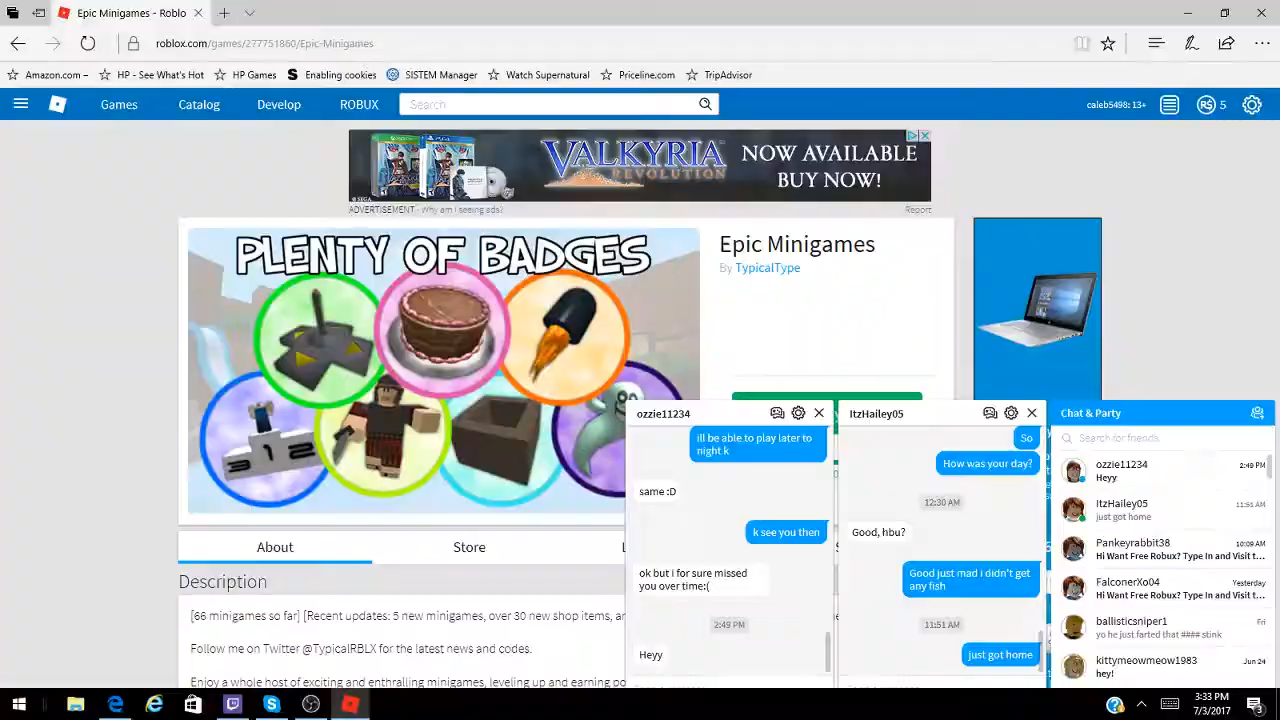 Epic Minigames - Roblox
roblox.com/games/277751860/Epic-Minigames
Amazon.com – HP - See What's Hot HP Games Enabling cookies SISTEM Manager Watch Supernatural Priceline.com TripAdvisor
Games Catalog Develop ROBUX Search caleb5498: 13+ R$ 5
VALKYRIA REVOLUTION
NOW AVAILABLE
BUY NOW!
SEGA
ADVERTISEMENT - Why am I seeing ads? Report
PLENTY OF BADGES
Epic Minigames
By TypicalType
About Store
Description
[66 minigames so far] [Recent updates: 5 new minigames, over 30 new shop items,
Follow me on Twitter @TypicalRBLX for the latest news and codes.
Enjoy a whole host of exciting and enthralling minigames, leveling up and earning
ozzie11234
ill be able to play later to
night k
same :D
k see you then
ok but i for sure missed
you over time:(
2:49 PM
Heyy
ItzHailey05
So
How was your day?
12:30 AM
Good, hbu?
Good just mad i didn't get
any fish
11:51 AM
just got home
Chat & Party
Search for friends
ozzie11234 2:49 PM
Heyy
ItzHailey05 11:51 AM
just got home
Pankeyrabbit38 10:09 AM
Hi Want Free Robux? Type In and Visit t...
FalconerXo04 Yesterday
Hi Want Free Robux? Type In and Visit t...
ballisticsniper1 Fri
yo he just farted that #### stink
kittymeowmeow1983 Jun 24
hey!
3:33 PM
7/3/2017
3